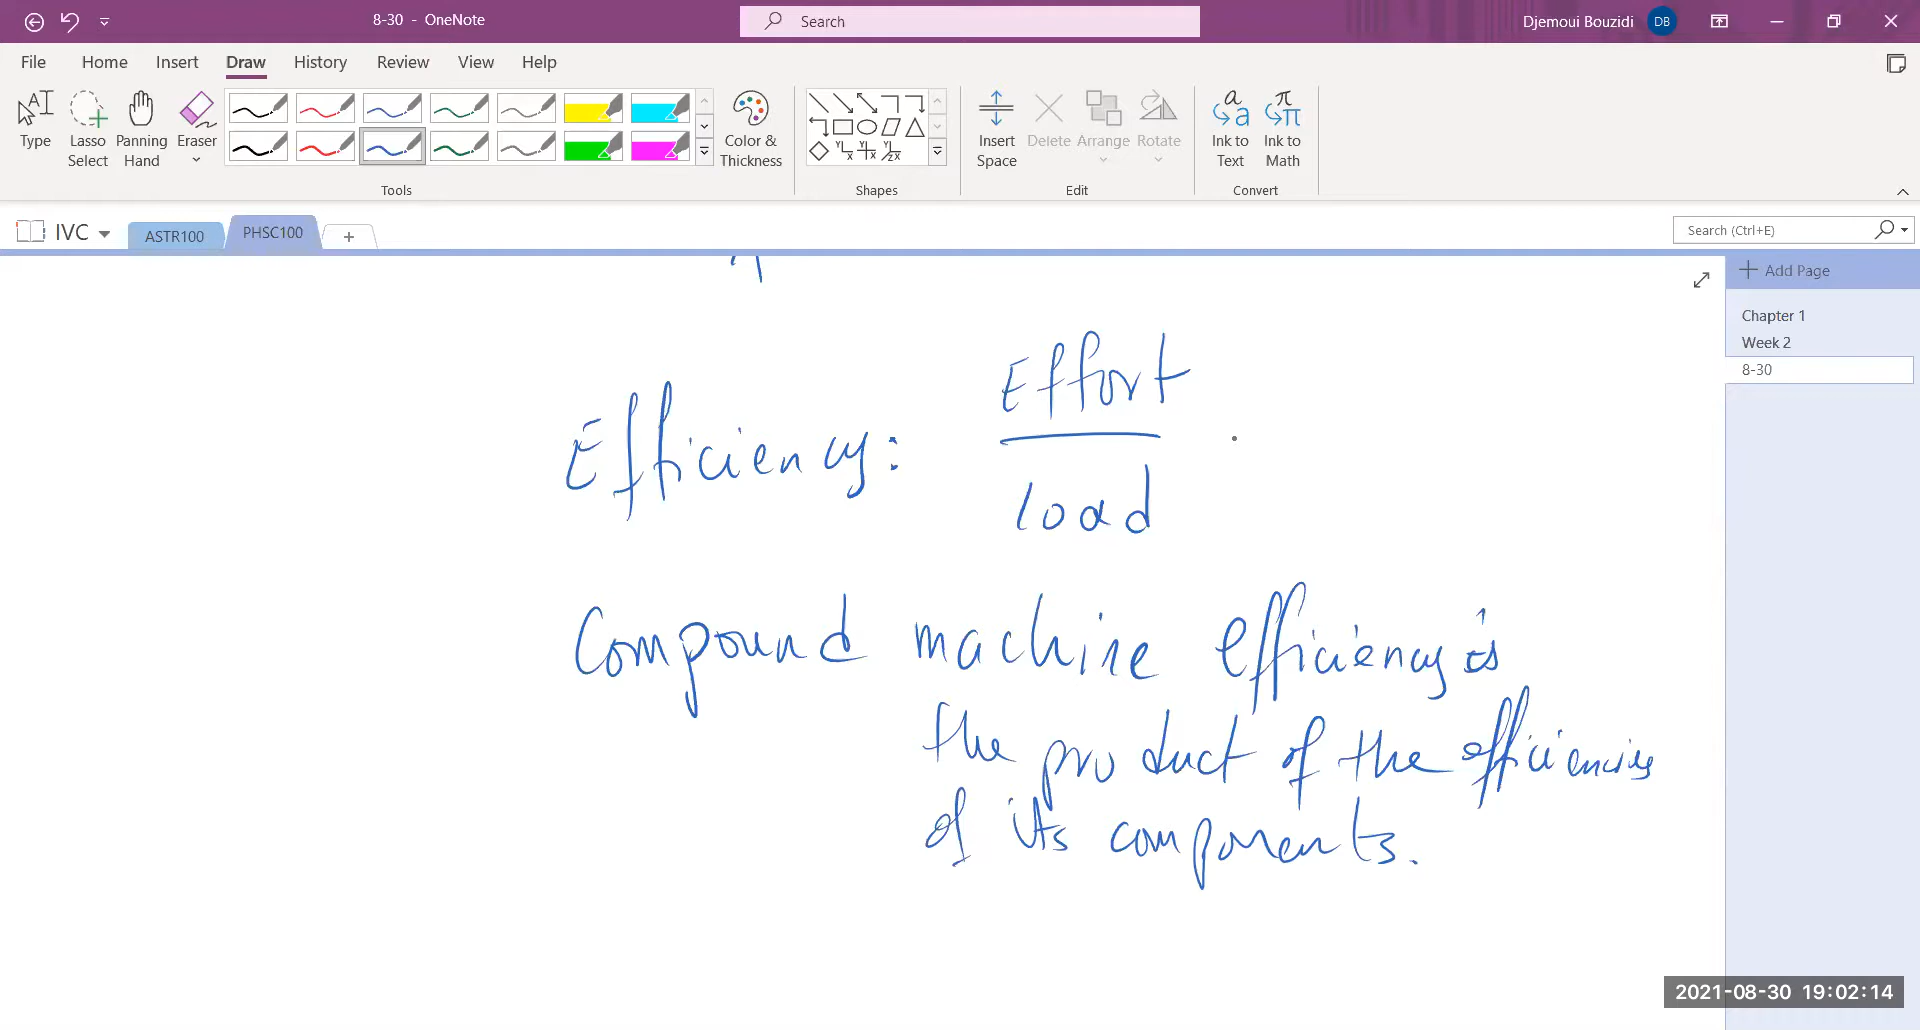 8-30 - OneNote
Search
Djemoui Bouzidi
DB
File Home Insert Draw History Review View Help
Type
Lasso Select
Panning Hand
Eraser
Color & Thickness
Insert Space
Delete
Arrange
Rotate
a
a
Ink to Text
π
π
Ink to Math
Tools
Shapes
Edit
Convert
IVC
ASTR100
PHSC100
Search (Ctrl+E)
Add Page
Chapter 1
Week 2
8-30
Effort
Efficiency:
load
Compound machine efficiency is
the product of the efficiencies
of its components.
2021-08-30 19:02:14